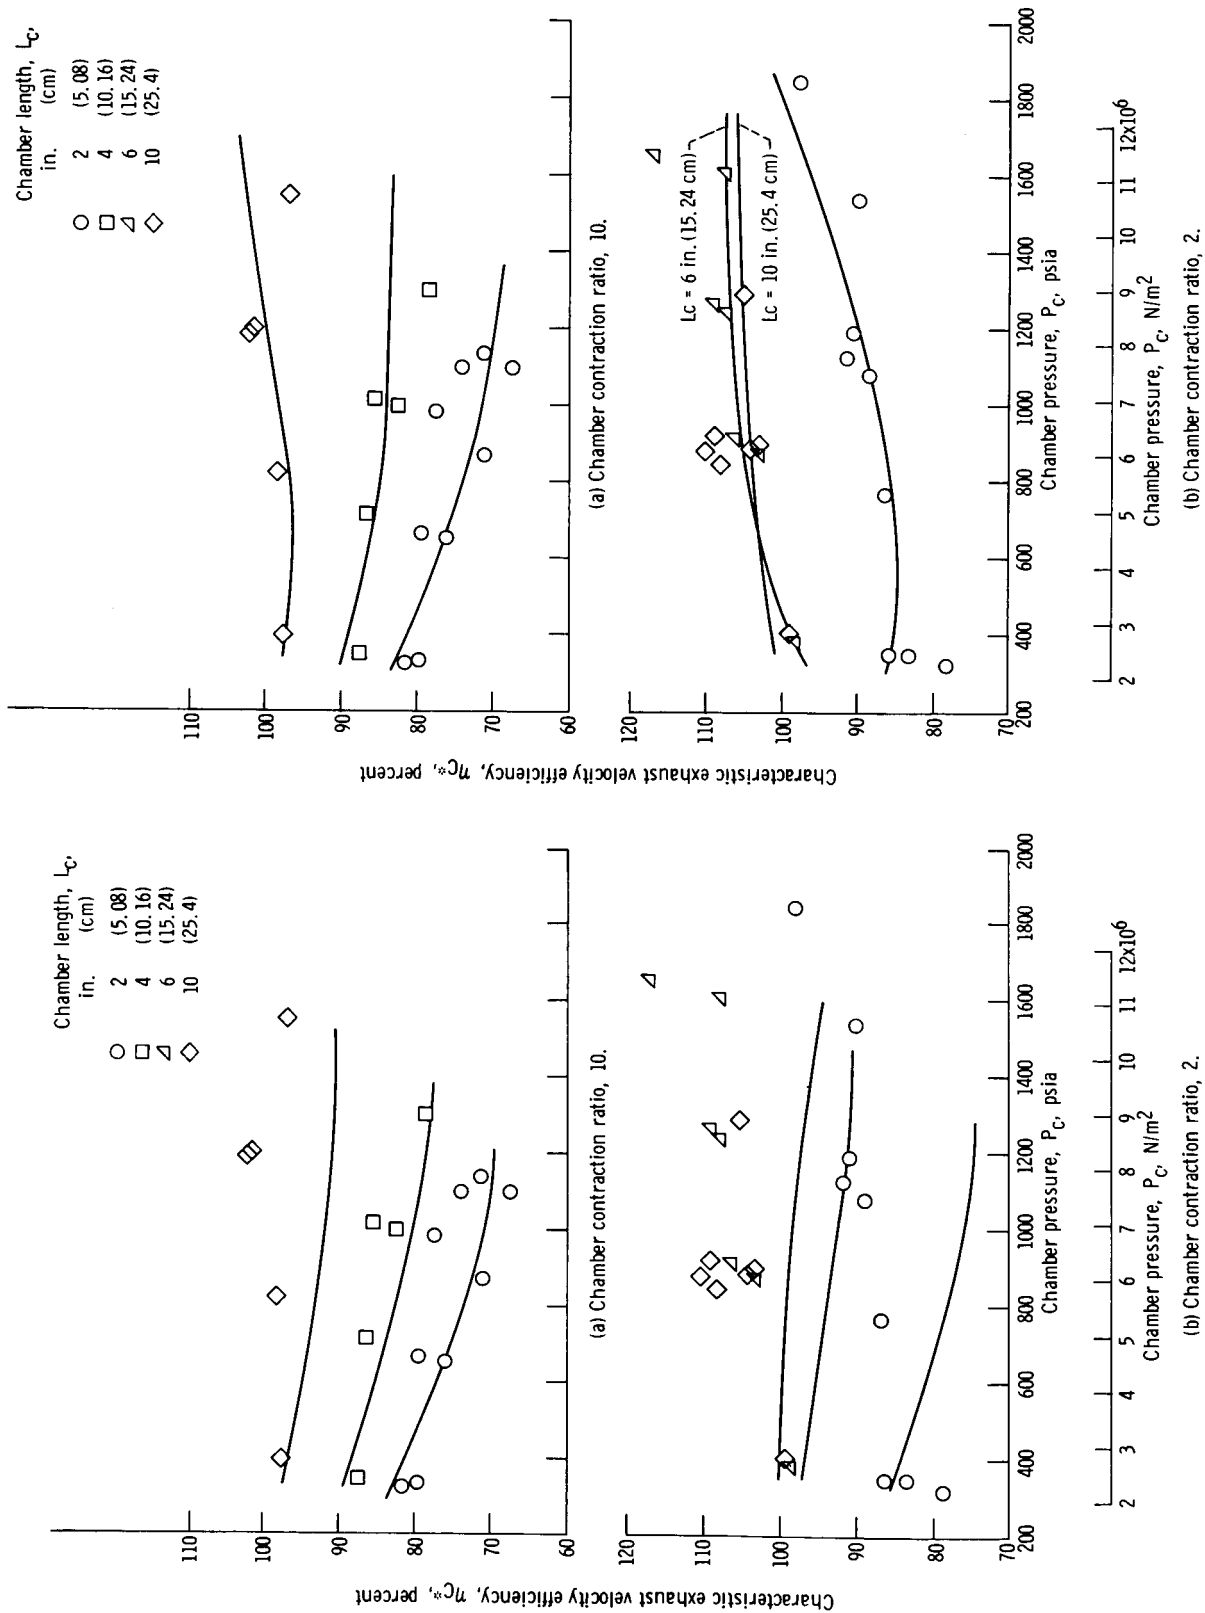 Chamber length, Lc,
in. (cm)
2 (5.08)
4 (10.16)
6 (15.24)
10 (25.4)
110
100
90
80
70
60
(a) Chamber contraction ratio, 10.
Characteristic exhaust velocity efficiency, ηc*, percent
120
110
100
90
80
70
200 400 600 800 1000 1200 1400 1600 1800 2000
Chamber pressure, Pc, psia
2 3 4 5 6 7 8 9 10 11 12x10⁶
Chamber pressure, Pc, N/m²
(b) Chamber contraction ratio, 2.
Chamber length, Lc,
in. (cm)
2 (5.08)
4 (10.16)
6 (15.24)
10 (25.4)
110
100
90
80
70
60
(a) Chamber contraction ratio, 10.
Characteristic exhaust velocity efficiency, ηc*, percent
120
110
100
90
80
70
Lc = 6 in. (15.24 cm)
Lc = 10 in. (25.4 cm)
200 400 600 800 1000 1200 1400 1600 1800 2000
Chamber pressure, Pc, psia
2 3 4 5 6 7 8 9 10 11 12x10⁶
Chamber pressure, Pc, N/m²
(b) Chamber contraction ratio, 2.